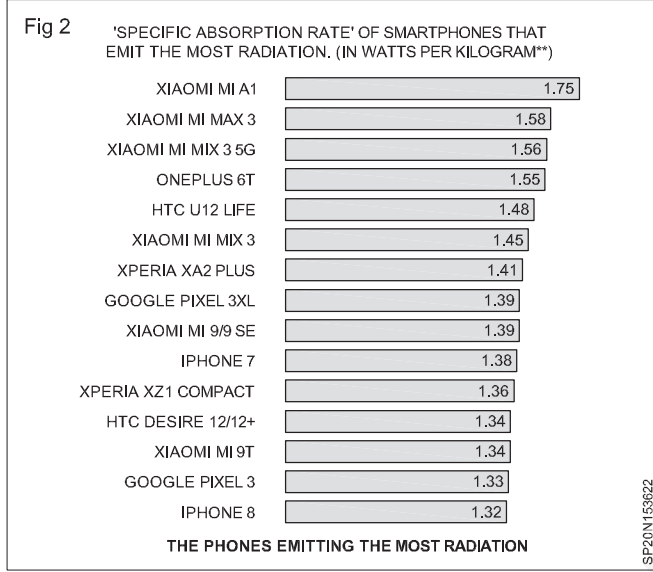 Fig 2
'SPECIFIC ABSORPTION RATE' OF SMARTPHONES THAT
EMIT THE MOST RADIATION. (IN WATTS PER KILOGRAM**)
XIAOMI MI A1 1.75
XIAOMI MI MAX 3 1.58
XIAOMI MI MIX 3 5G 1.56
ONEPLUS 6T 1.55
HTC U12 LIFE 1.48
XIAOMI MI MIX 3 1.45
XPERIA XA2 PLUS 1.41
GOOGLE PIXEL 3XL 1.39
XIAOMI MI 9/9 SE 1.39
IPHONE 7 1.38
XPERIA XZ1 COMPACT 1.36
HTC DESIRE 12/12+ 1.34
XIAOMI MI 9T 1.34
GOOGLE PIXEL 3 1.33
IPHONE 8 1.32
THE PHONES EMITTING THE MOST RADIATION
SP20N153622